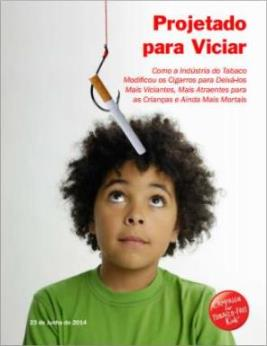 Projetado
para Viciar
Como a Indústria do Tabaco
Modificou os Cigarros para Deixá-los
Mais Viciantes, Mais Atraentes para
as Crianças e Ainda Mais Mortais
23 de Junho de 2014
CAMPAIGN
for
TOBACCO-FREE
Kids